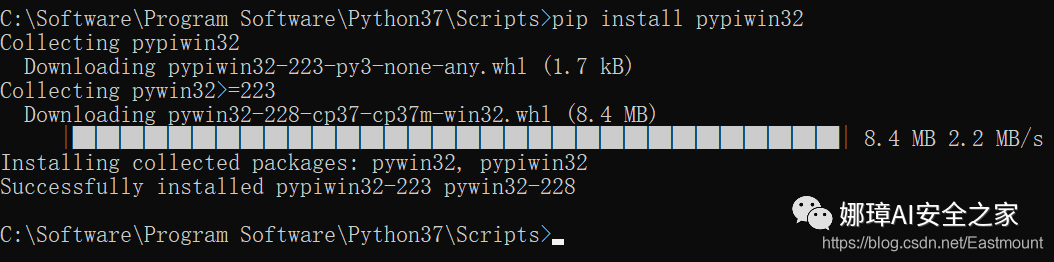 C:\Software\Program Software\Python37\Scripts>pip install pypiwin32
Collecting pypiwin32
  Downloading pypiwin32-223-py3-none-any.whl (1.7 kB)
Collecting pywin32>=223
  Downloading pywin32-228-cp37-cp37m-win32.whl (8.4 MB)
8.4 MB 2.2 MB/s
Installing collected packages: pywin32, pypiwin32
Successfully installed pypiwin32-223 pywin32-228
C:\Software\Program Software\Python37\Scripts>
娜璋AI安全之家
https://blog.csdn.net/Eastmount